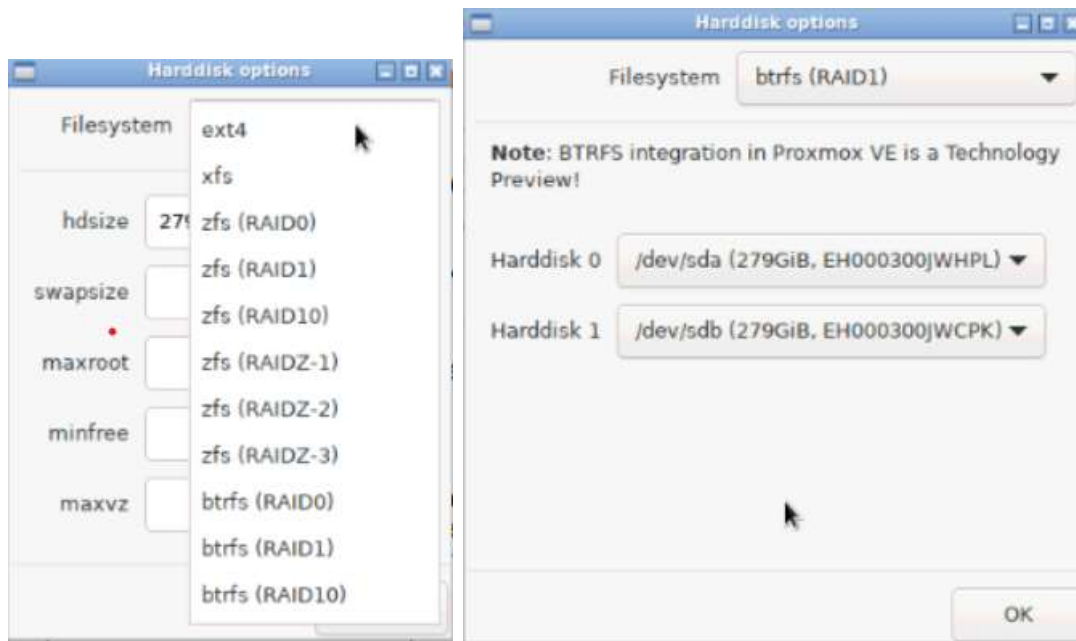 Harddisk options
Filesystem
ext4
xfs
hdsize
zfs (RAID0)
zfs (RAID1)
swapsize
zfs (RAID10)
maxroot
zfs (RAIDZ-1)
zfs (RAIDZ-2)
minfree
zfs (RAIDZ-3)
maxvz
btrfs (RAID0)
btrfs (RAID1)
btrfs (RAID10)
Harddisk options
Filesystem btrfs (RAID1)
Note: BTRFS integration in Proxmox VE is a Technology
Preview!
Harddisk 0 /dev/sda (279GiB, EH000300JWHPL)
Harddisk 1 /dev/sdb (279GiB, EH000300JWCPK)
OK